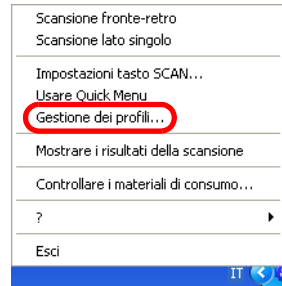 Scansione fronte-retro
Scansione lato singolo
Impostazioni tasto SCAN...
Usare Quick Menu
Gestione dei profili...
Mostrare i risultati della scansione
Controllare i materiali di consumo...
?
Esci
IT